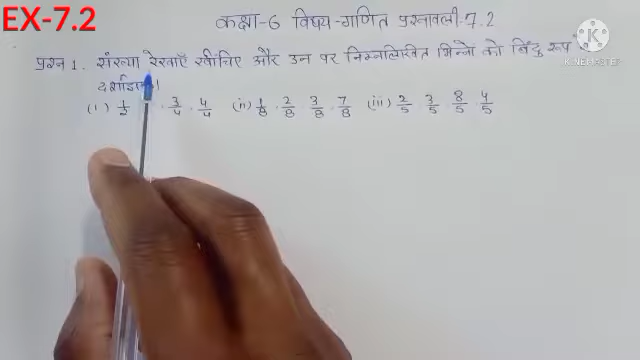 EX-7.2
कक्षा-6 विषय-गणित प्रश्नावली-7.2
प्रश्न 1. संख्या रेखाएँ खींचिए और उन पर निम्नलिखित भिन्नों को बिंदु रूप
(i) 1/2 . 3/4 . 4/4 (ii) 1/8 . 2/8 . 3/8 . 7/8 (iii) 2/5 . 3/5 . 8/5 . 4/5
Made with
KINEMASTER